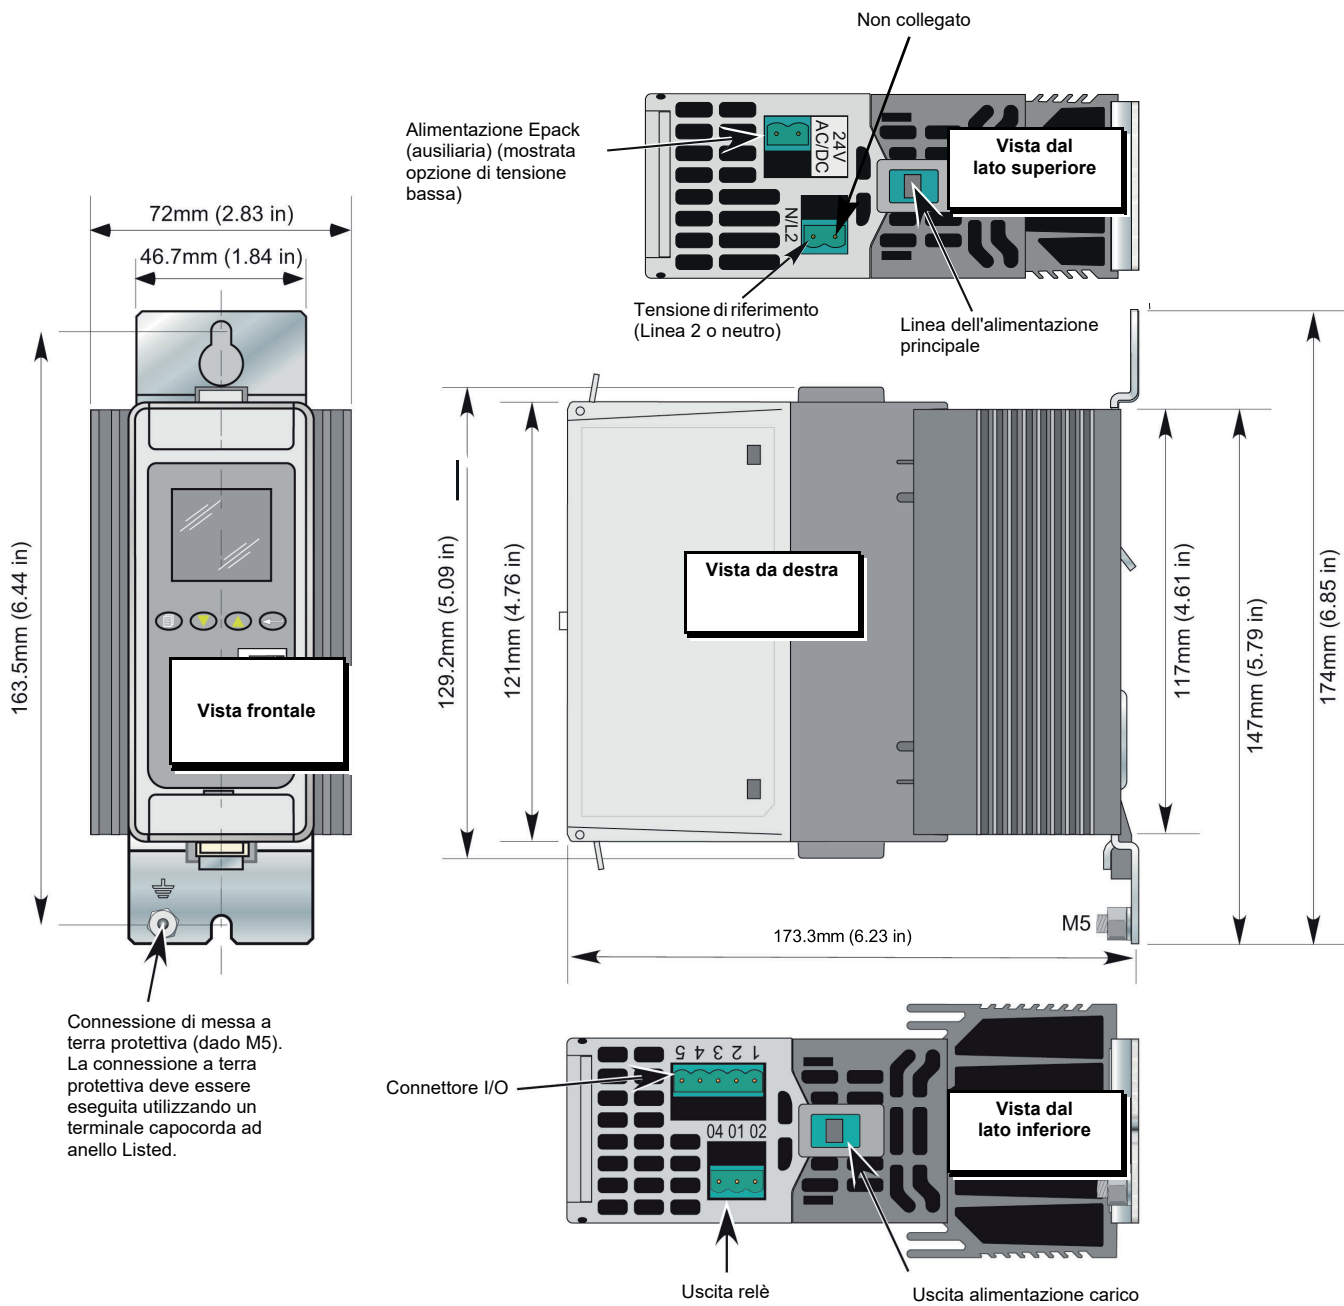 Non collegato
Alimentazione Epack
(ausiliaria) (mostrata
opzione di tensione
bassa)
24V
AC/DC
N/L2
Vista dal
lato superiore
Tensione di riferimento
(Linea 2 o neutro)
Linea dell'alimentazione
principale
72mm (2.83 in)
46.7mm (1.84 in)
163.5mm (6.44 in)
Vista frontale
129.2mm (5.09 in)
121mm (4.76 in)
Vista da destra
117mm (4.61 in)
147mm (5.79 in)
174mm (6.85 in)
M5
173.3mm (6.23 in)
Connessione di messa a
terra protettiva (dado M5).
La connessione a terra
protettiva deve essere
eseguita utilizzando un
terminale capocorda ad
anello Listed.
5 4 3 2 1
Connettore I/O
04 01 02
Vista dal
lato inferiore
Uscita relè
Uscita alimentazione carico